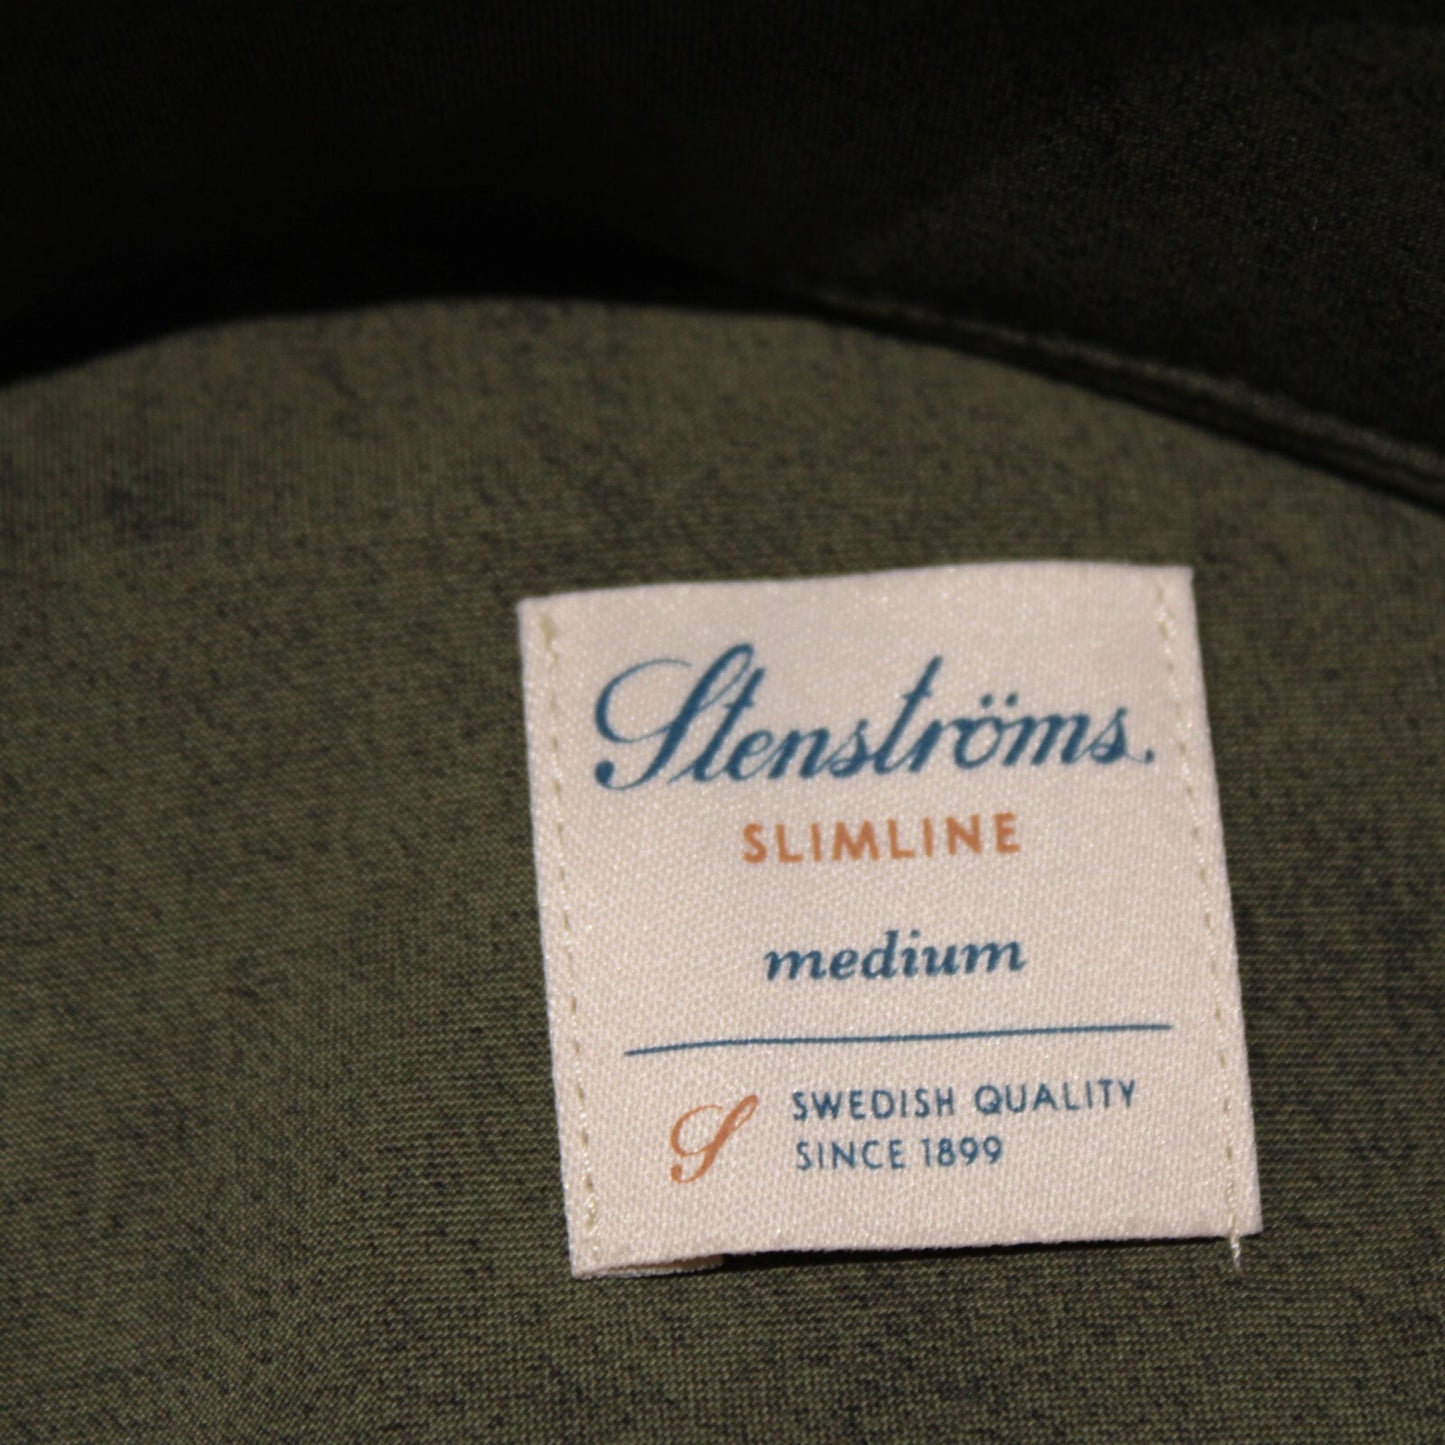 Stenströms.
SLIMLINE
medium
S
SWEDISH QUALITY
SINCE 1899